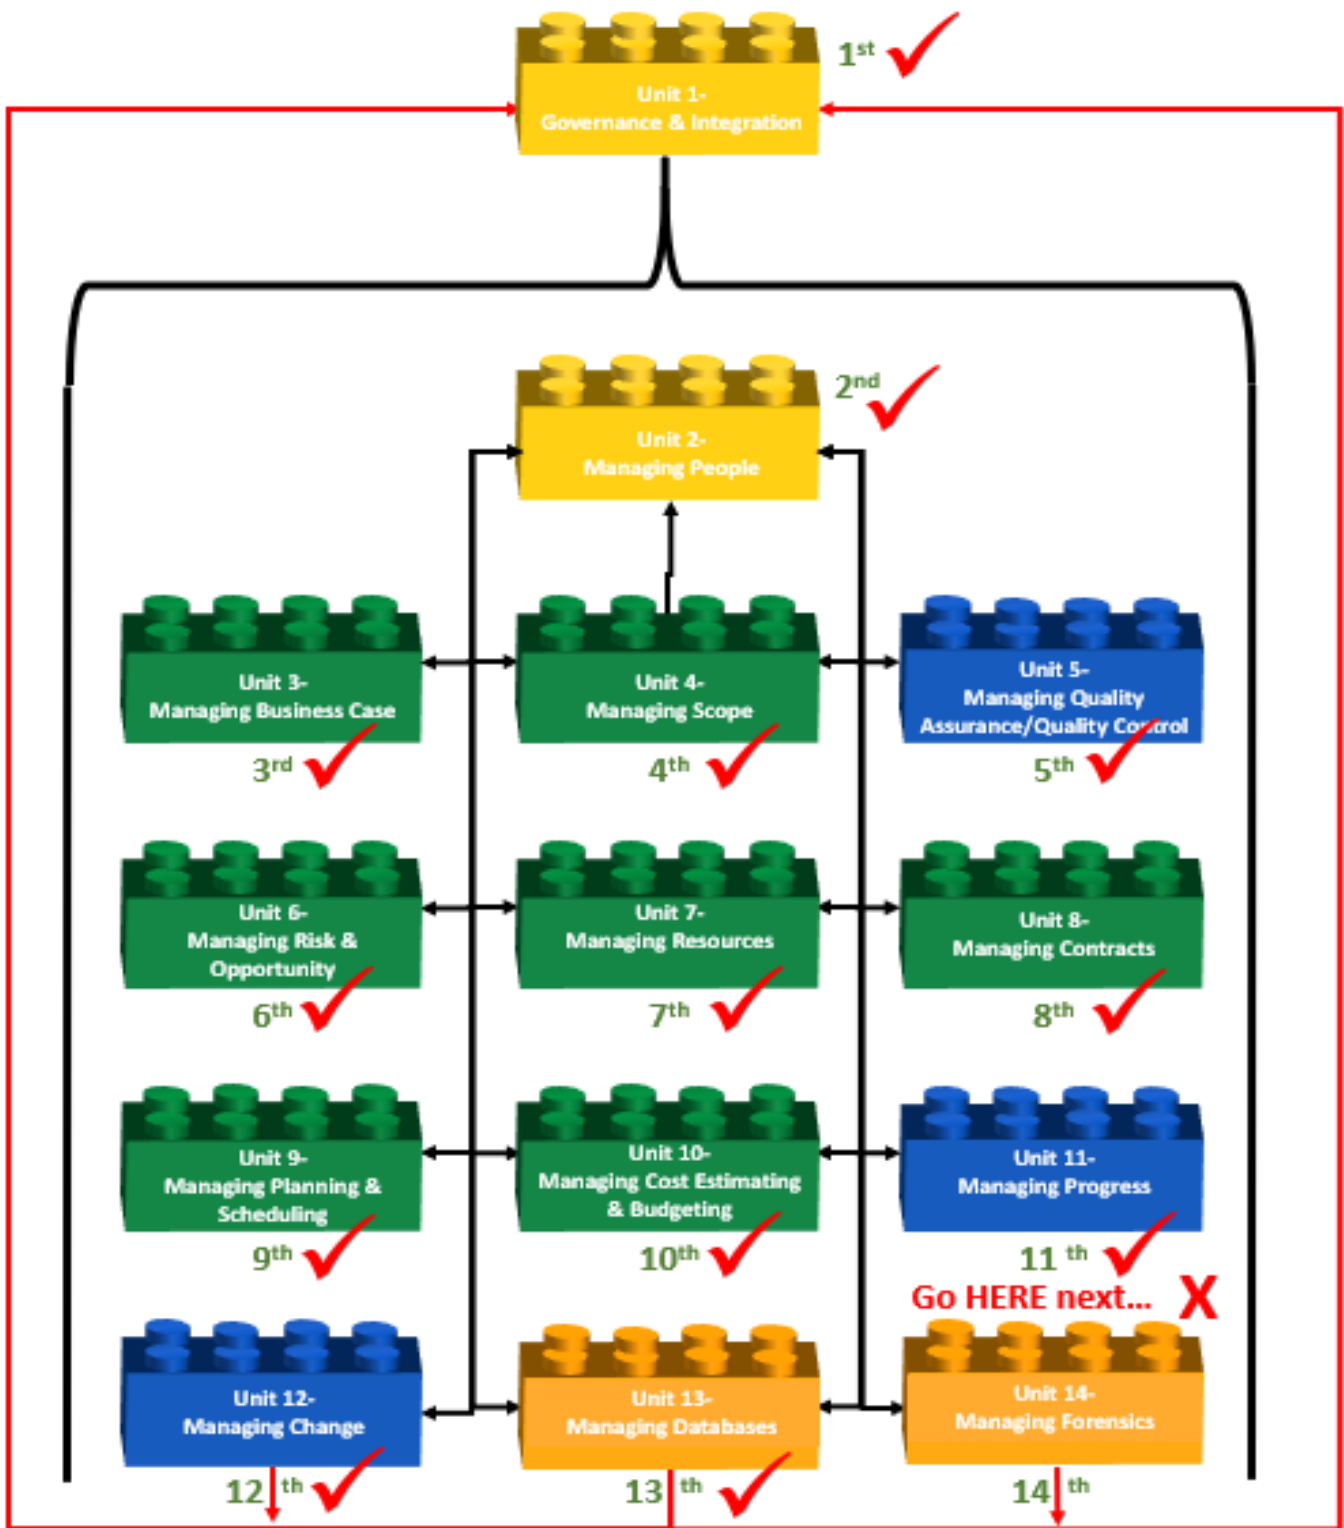 1st
Unit 1-
Governance & Integration
2nd
Unit 2-
Managing People
Unit 3-
Managing Business Case
3rd
Unit 4-
Managing Scope
4th
Unit 5-
Managing Quality
Assurance/Quality Control
5th
Unit 6-
Managing Risk &
Opportunity
6th
Unit 7-
Managing Resources
7th
Unit 8-
Managing Contracts
8th
Unit 9-
Managing Planning &
Scheduling
9th
Unit 10-
Managing Cost Estimating
& Budgeting
10th
Unit 11-
Managing Progress
11 th
Go HERE next... X
Unit 12-
Managing Change
12 th
Unit 13-
Managing Databases
13 th
Unit 14-
Managing Forensics
14 th